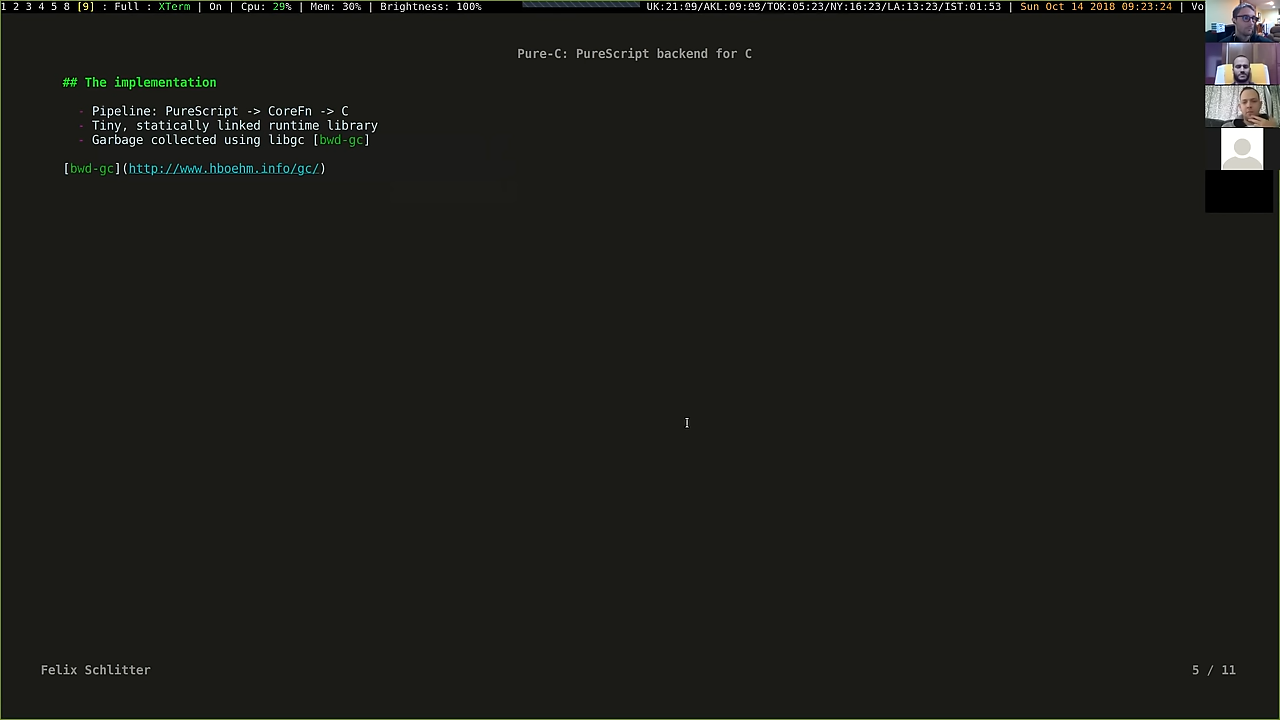 1 2 3 4 5 8 [9] : Full : XTerm | On | Cpu: 29% | Mem: 30% | Brightness: 100% UK:21:23/AKL:09:23/TOK:05:23/NY:16:23/LA:13:23/IST:01:53 | Sun Oct 14 2018 09:23:24 | Vo
Pure-C: PureScript backend for C
## The implementation
- Pipeline: PureScript -> CoreFn -> C
- Tiny, statically linked runtime library
- Garbage collected using libgc [bwd-gc]
[bwd-gc](http://www.hboehm.info/gc/)
Felix Schlitter
5 / 11